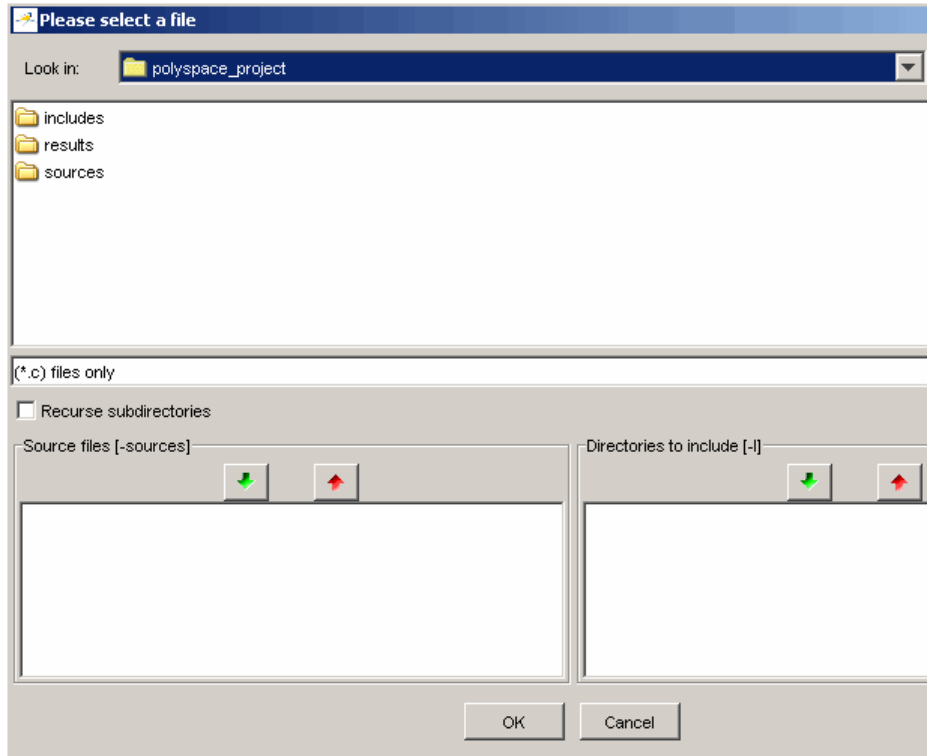 Please select a file
Look in: polyspace_project
includes
results
sources
(*.c) files only
Recurse subdirectories
Source files [-sources] Directories to include [-I]
OK Cancel